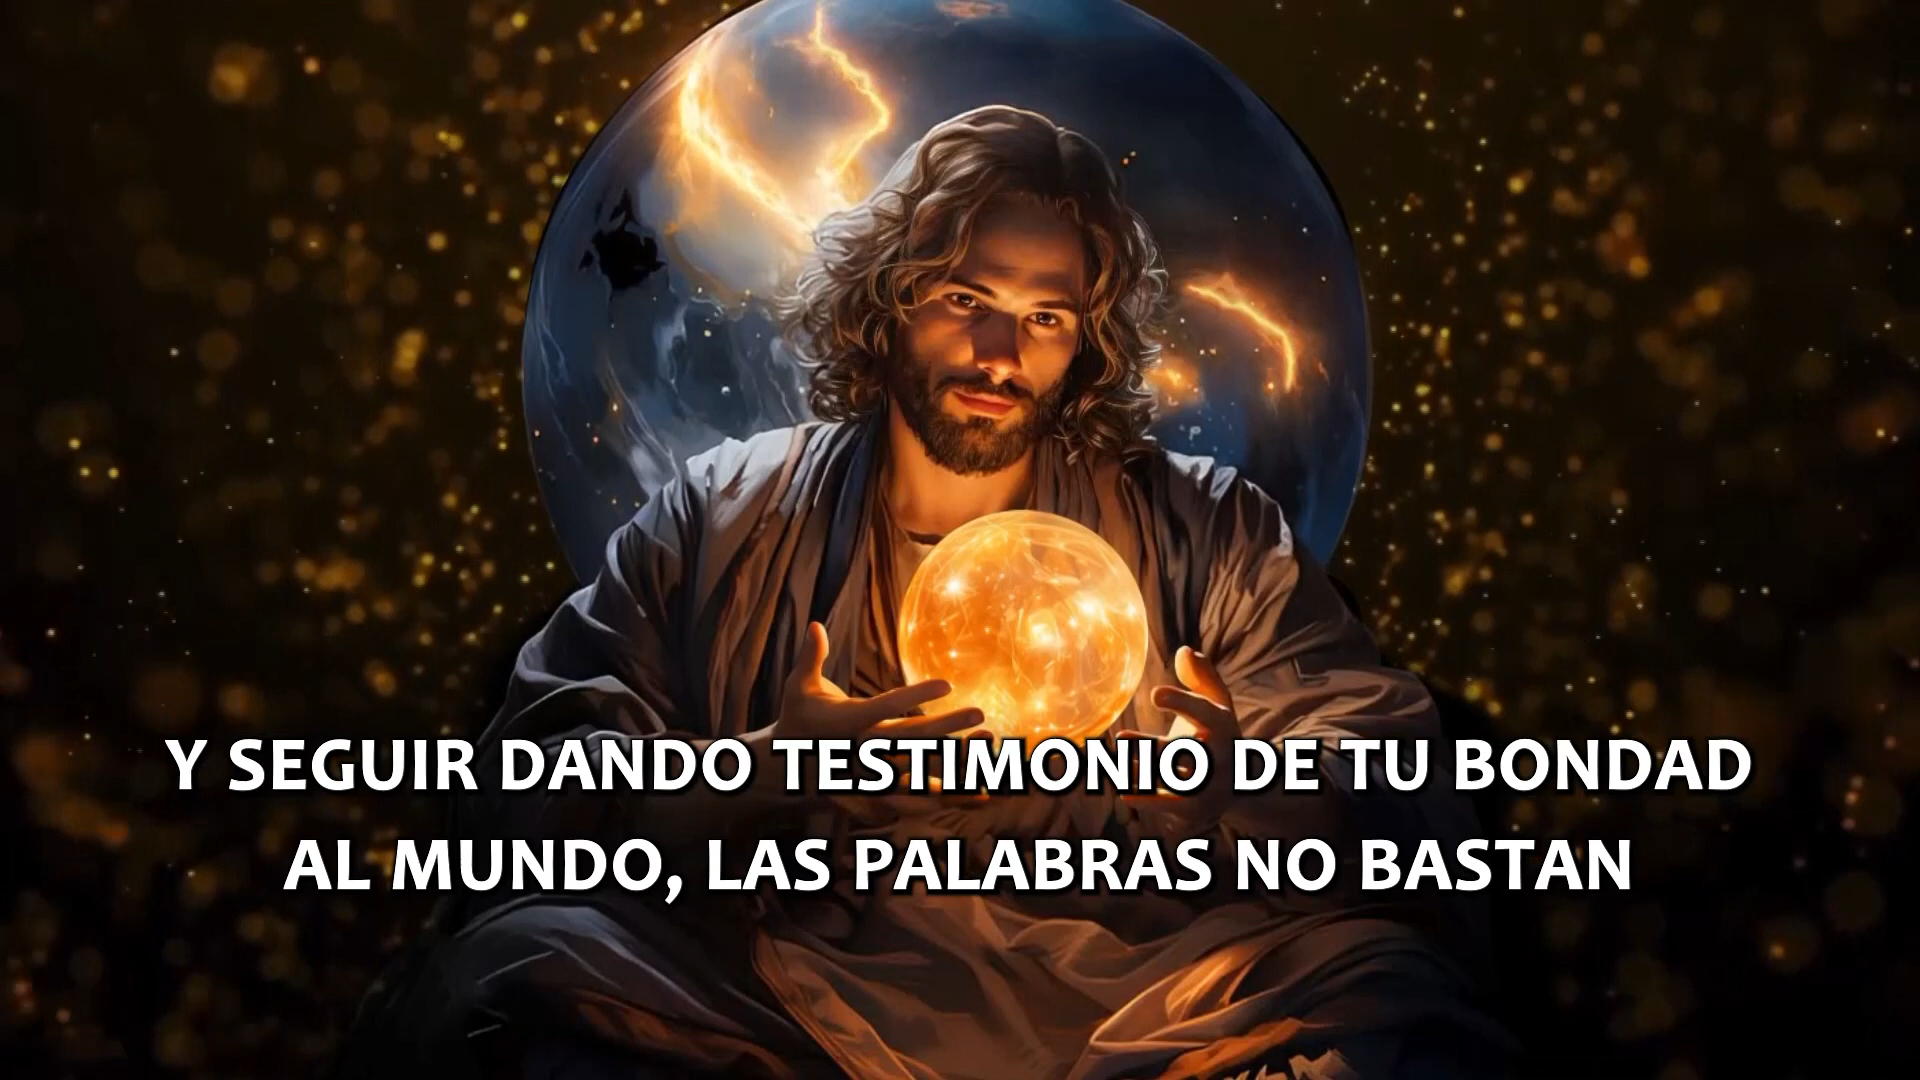 Y SEGUIR DANDO TESTIMONIO DE TU BONDAD
AL MUNDO, LAS PALABRAS NO BASTAN